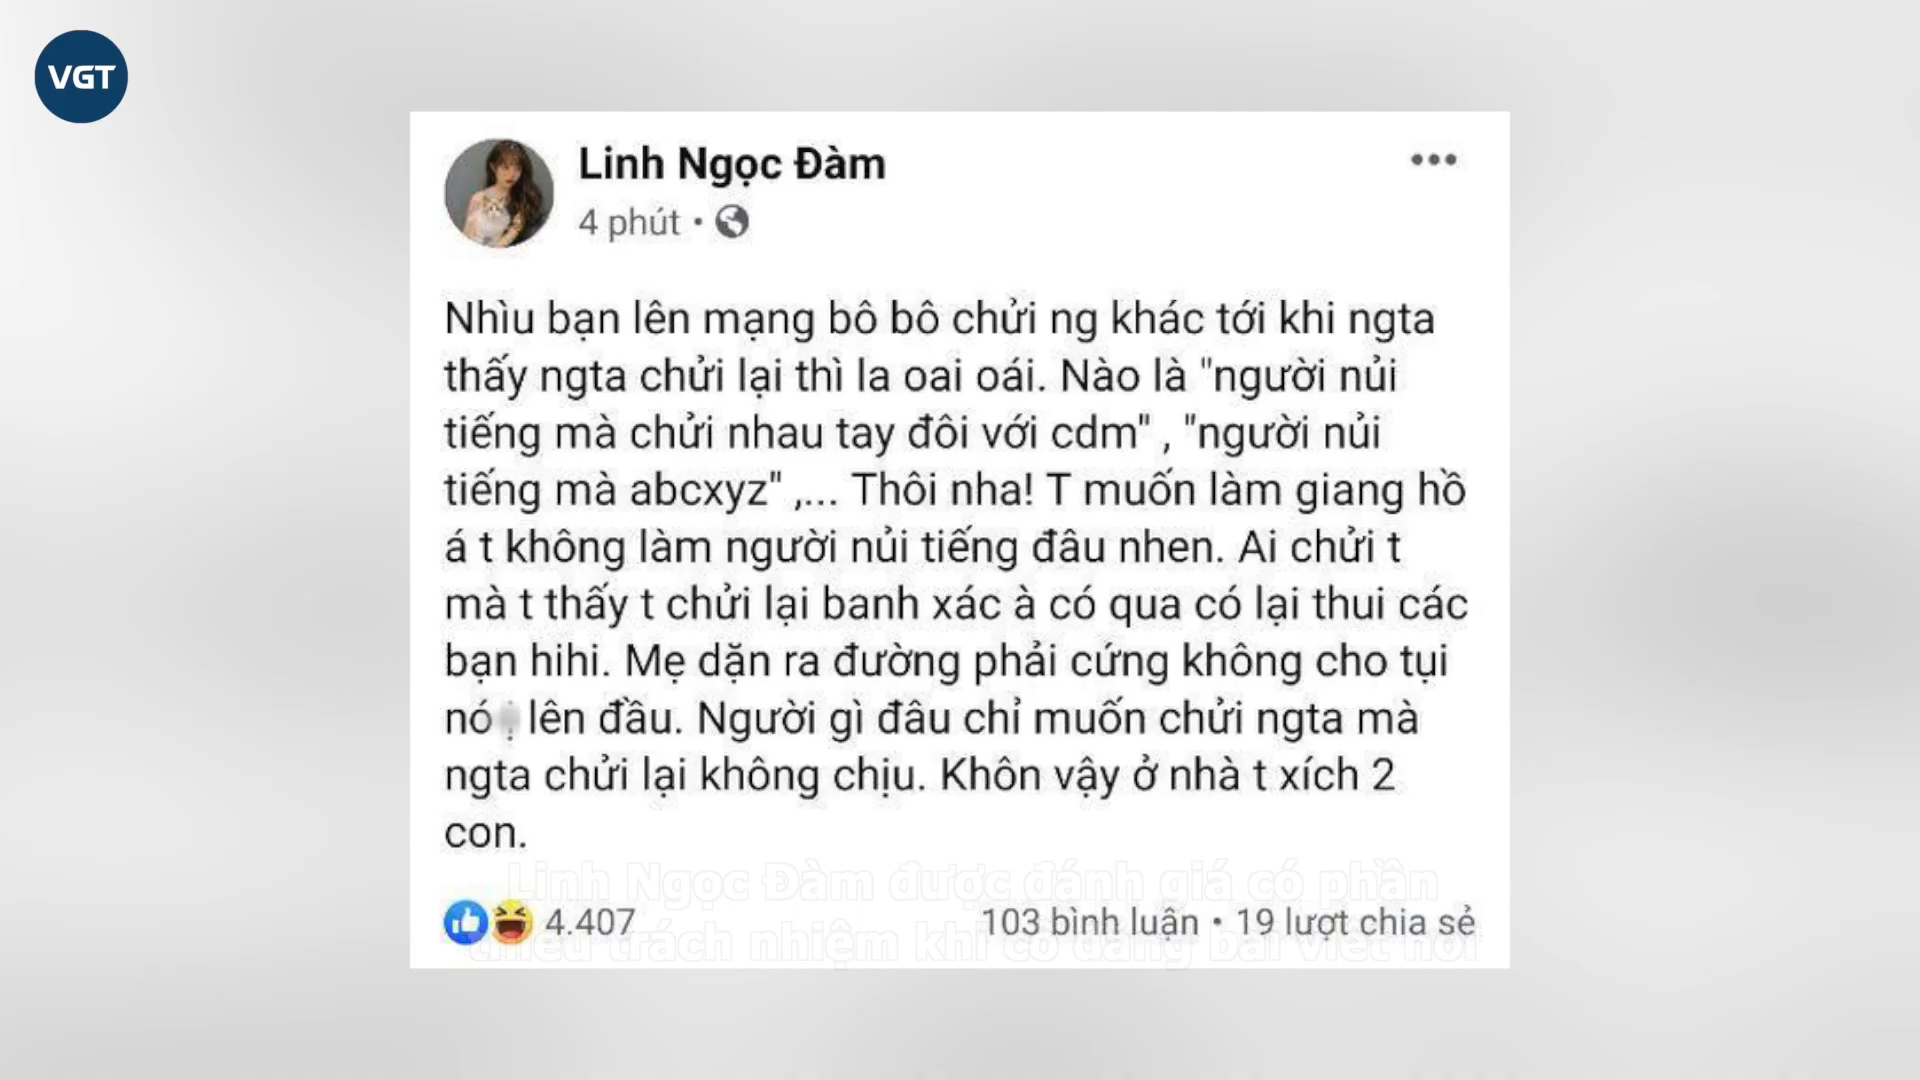 VGT
Linh Ngọc Đàm
4 phút •
Nhìu bạn lên mạng bô bô chửi ng khác tới khi ngta
thấy ngta chửi lại thì la oai oái. Nào là "người nủi
tiếng mà chửi nhau tay đôi với cdm" , "người nủi
tiếng mà abcxyz" ,... Thôi nha! T muốn làm giang hồ
á t không làm người nủi tiếng đâu nhen. Ai chửi t
mà t thấy t chửi lại banh xác à có qua có lại thui các
bạn hihi. Mẹ dặn ra đường phải cứng không cho tụi
nó lên đầu. Người gì đâu chỉ muốn chửi ngta mà
ngta chửi lại không chịu. Khôn vậy ở nhà t xích 2
con.
Linh Ngọc Đàm được đánh giá có phần
4.407 103 bình luận • 19 lượt chia sẻ
thiếu trách nhiệm khi cô đăng bài viết nói